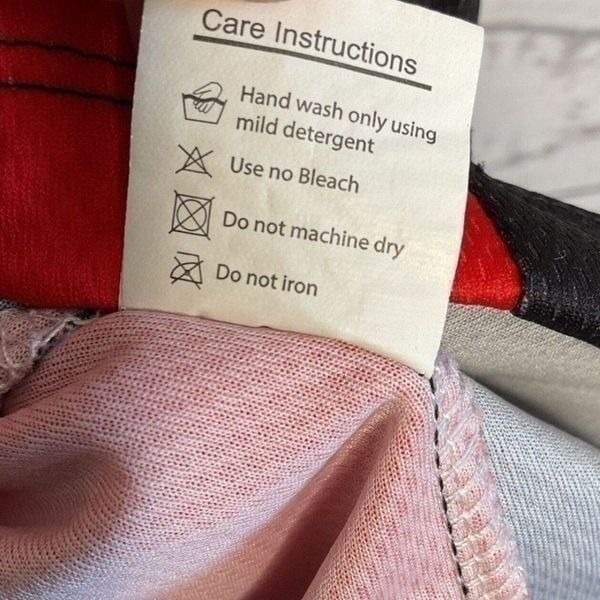 Care Instructions
Hand wash only using
mild detergent
Use no Bleach
Do not machine dry
Do not iron